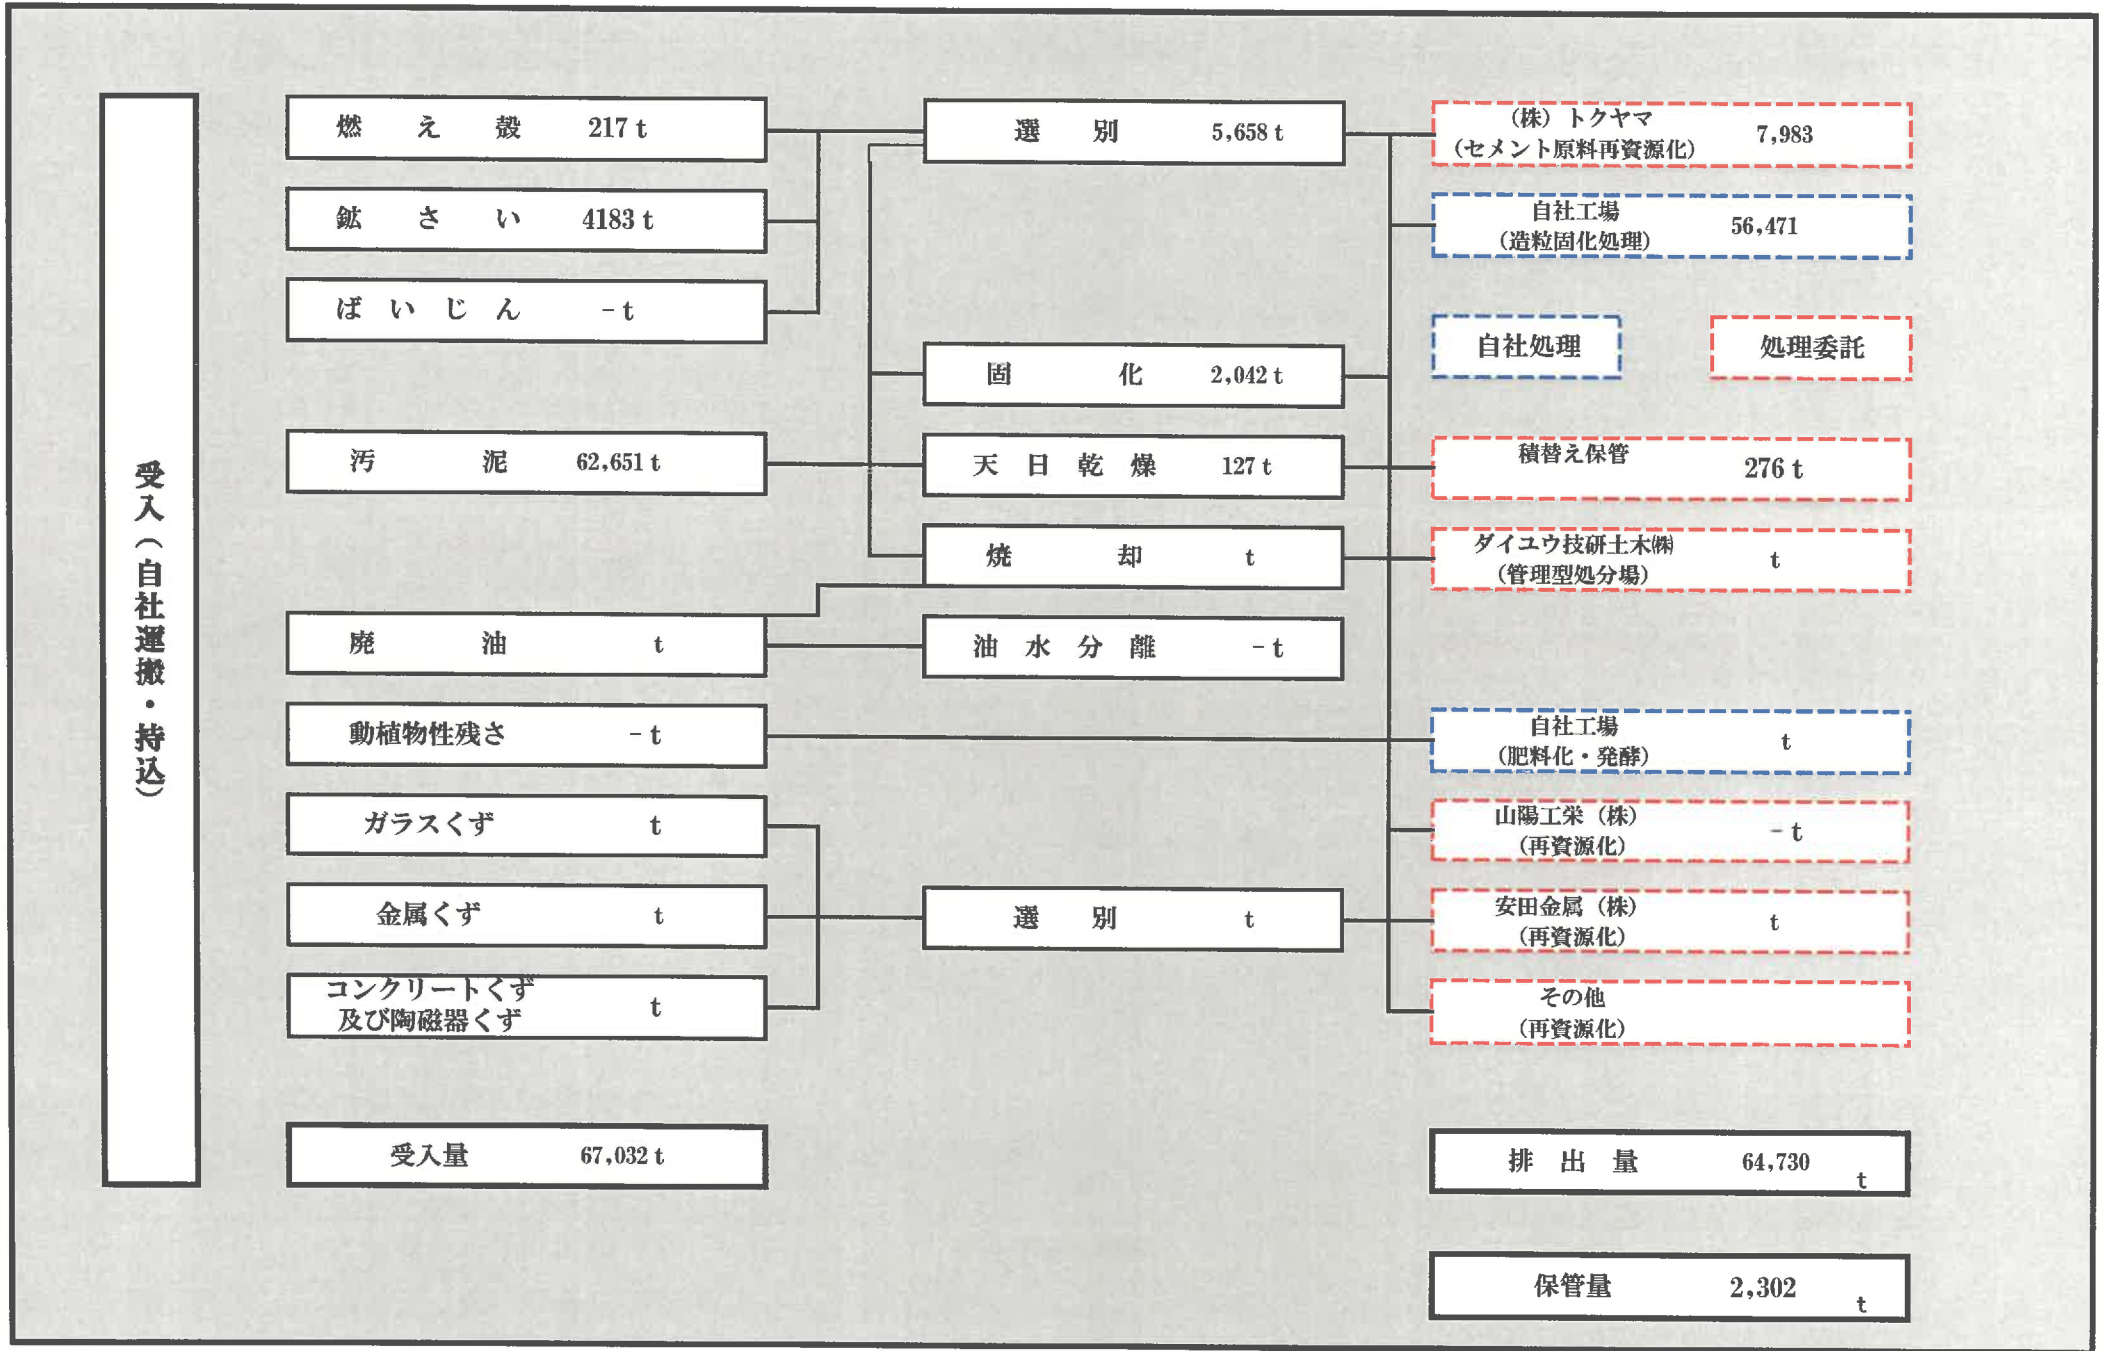 受入（自社運搬・持込）
燃え殻 217 t
鉱さい 4183 t
ばいじん - t
汚泥 62,651 t
廃油 t
動植物性残さ - t
ガラスくず t
金属くず t
コンクリートくず
及び陶磁器くず t
受入量 67,032 t
選別 5,658 t
固化 2,042 t
天日乾燥 127 t
焼却 t
油水分離 - t
選別 t
（株）トクヤマ
（セメント原料再資源化） 7,983
自社工場
（造粒固化処理） 56,471
自社処理
処理委託
積替え保管 276 t
ダイユウ技研土木㈱
（管理型処分場） t
自社工場
（肥料化・発酵） t
山陽工栄（株）
（再資源化） - t
安田金属（株）
（再資源化） t
その他
（再資源化）
排出量 64,730 t
保管量 2,302 t